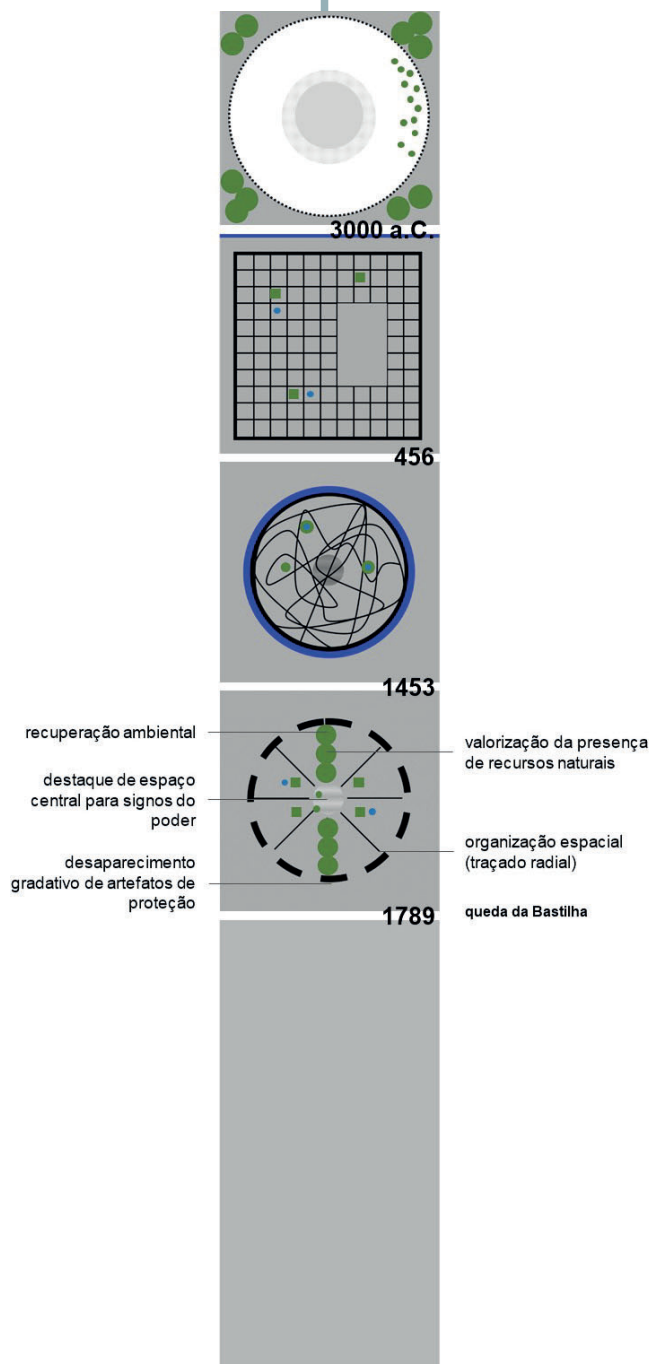 3000 a.C.
456
1453
recuperação ambiental
valorização da presença
de recursos naturais
destaque de espaço
central para signos do
poder
organização espacial
(traçado radial)
desaparecimento
gradativo de artefatos de
proteção
1789
queda da Bastilha